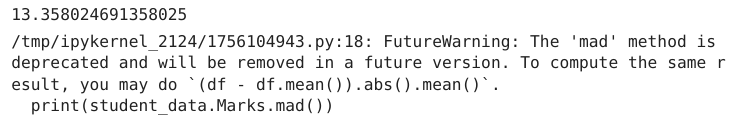 13.358024691358025
/tmp/ipykernel_2124/1756104943.py:18: FutureWarning: The 'mad' method is
deprecated and will be removed in a future version. To compute the same r
esult, you may do `(df - df.mean()).abs().mean()`.
  print(student_data.Marks.mad())